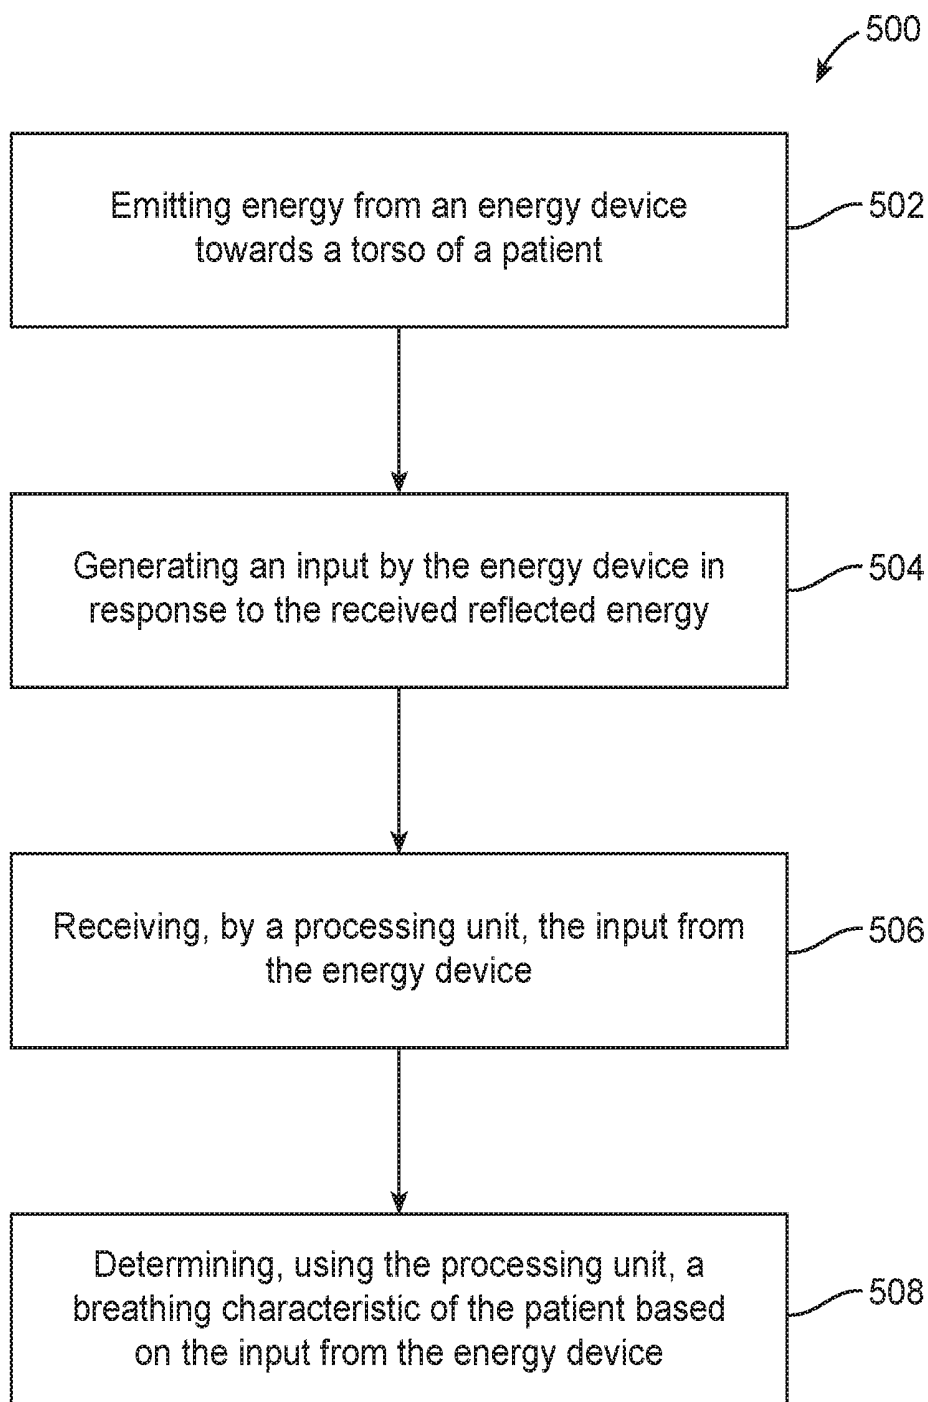 500
Emitting energy from an energy device
towards a torso of a patient
502
Generating an input by the energy device in
response to the received reflected energy
504
Receiving, by a processing unit, the input from
the energy device
506
Determining, using the processing unit, a
breathing characteristic of the patient based
on the input from the energy device
508